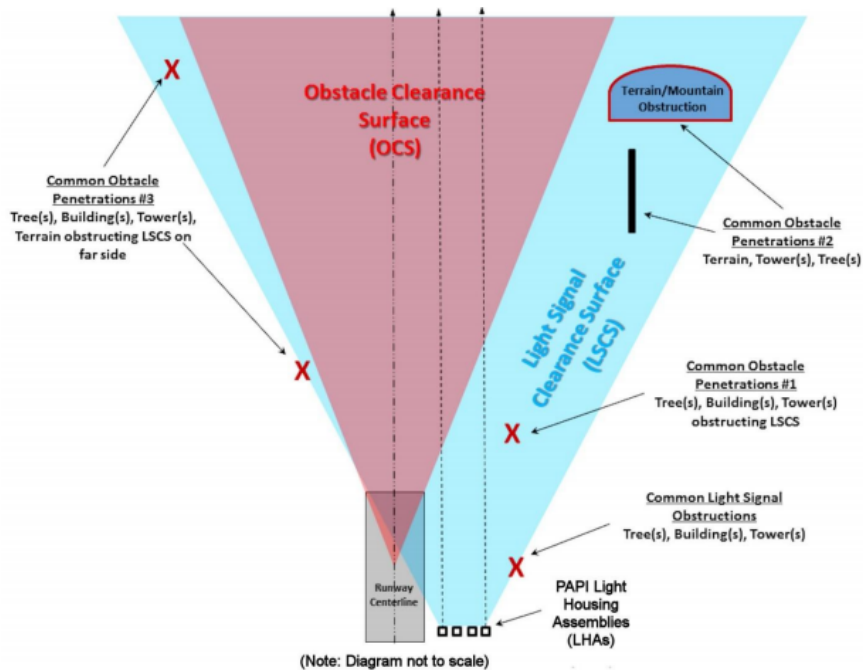 Obstacle Clearance
Surface
(OCS)
Terrain/Mountain
Obstruction
Common Obtacle
Penetrations #3
Tree(s), Building(s), Tower(s),
Terrain obstructing LSCS on
far side
Common Obstacle
Penetrations #2
Terrain, Tower(s), Tree(s)
Light Signal
Clearance Surface
(LSCS)
Common Obstacle
Penetrations #1
Tree(s), Building(s), Tower(s)
obstructing LSCS
Common Light Signal
Obstructions
Tree(s), Building(s), Tower(s)
X
X
X
X
Runway
Centerline
PAPI Light
Housing
Assemblies
(LHAs)
(Note: Diagram not to scale)